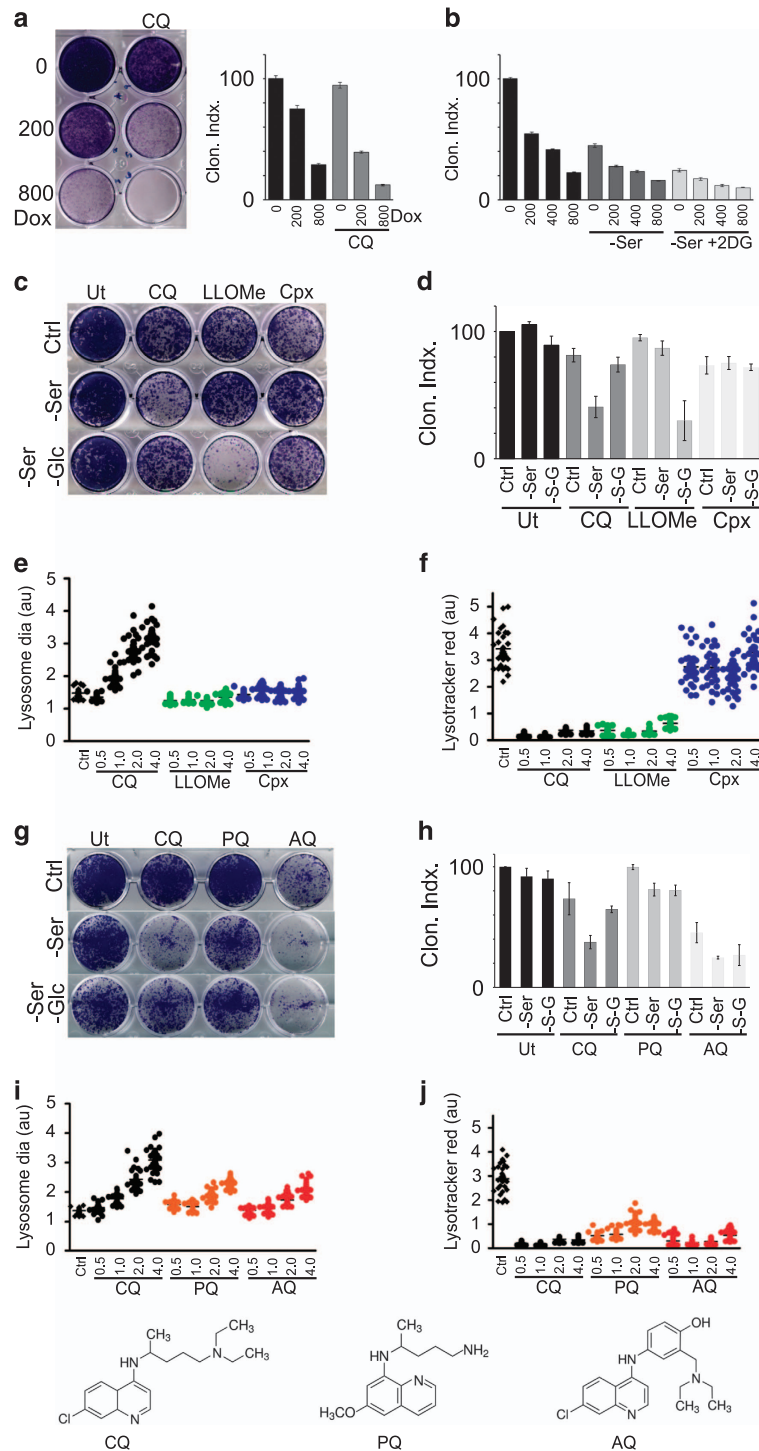 a
CQ
0
200
800
Dox
Clon. Indx.
100
0
0 200 800 0 200 800 Dox
CQ
b
Clon. Indx.
100
0
0 200 400 800 0 200 400 800 0 200 400 800
-Ser -Ser +2DG
c
Ut CQ LLOMe Cpx
Ctrl
-Ser
-Ser
-Glc
d
Clon. Indx.
100
0
Ctrl -Ser -S-G Ctrl -Ser -S-G Ctrl -Ser -S-G Ctrl -Ser -S-G
Ut CQ LLOMe Cpx
e
Lysosome dia (au)
5
4
3
2
1
0
Ctrl 0.5 1.0 2.0 4.0 0.5 1.0 2.0 4.0 0.5 1.0 2.0 4.0
CQ LLOMe Cpx
f
Lysotracker red (au)
5
4
3
2
1
0
Ctrl 0.5 1.0 2.0 4.0 0.5 1.0 2.0 4.0 0.5 1.0 2.0 4.0
CQ LLOMe Cpx
g
Ut CQ PQ AQ
Ctrl
-Ser
-Ser
-Glc
h
Clon. Indx.
100
0
Ctrl -Ser -S-G Ctrl -Ser -S-G Ctrl -Ser -S-G Ctrl -Ser -S-G
Ut CQ PQ AQ
i
Lysosome dia (au)
5
4
3
2
1
0
Ctrl 0.5 1.0 2.0 4.0 0.5 1.0 2.0 4.0 0.5 1.0 2.0 4.0
CQ PQ AQ
j
Lysotracker red (au)
5
4
3
2
1
0
Ctrl 0.5 1.0 2.0 4.0 0.5 1.0 2.0 4.0 0.5 1.0 2.0 4.0
CQ PQ AQ
CH₃ CH₃
HN N
CH₃
Cl N
CQ
CH₃
HN NH₂
N
H₃CO
PQ
OH
HN
N
Cl N CH₃ CH₃
AQ